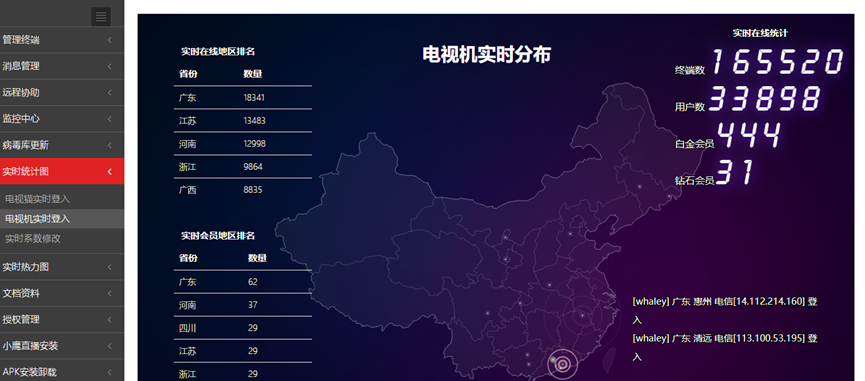 管理终端
消息管理
远程协助
监控中心
病毒库更新
实时统计图
电视猫实时登入
电视机实时登入
实时系数修改
实时热力图
文档资料
授权管理
小鹰直播安装
APK安装卸载
电视机实时分布
实时在线地区排名
省份 数量
广东 18341
江苏 13483
河南 12998
浙江 9864
广西 8835
实时会员地区排名
省份 数量
广东 62
河南 37
四川 29
江苏 29
浙江 29
实时在线统计
终端数 165520
用户数 33898
白金会员 444
钻石会员 31
[whaley] 广东 惠州 电信[14.112.214.160] 登
入
[whaley] 广东 清远 电信[113.100.53.195] 登
入